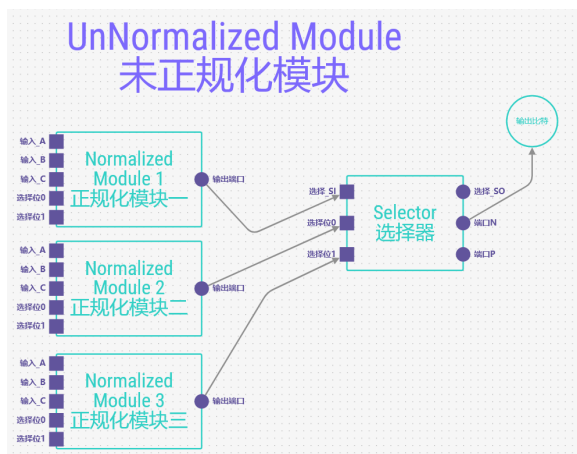 UnNormalized Module
未正规化模块
输出比特
输入_A
输入_B
输入_C
选择位0
选择位1
Normalized
Module 1
正规化模块一
输出端口
输入_A
输入_B
输入_C
选择位0
选择位1
Normalized
Module 2
正规化模块二
输出端口
输入_A
输入_B
输入_C
选择位0
选择位1
Normalized
Module 3
正规化模块三
输出端口
选择_SI
选择位0
选择位1
Selector
选择器
选择_SO
端口N
端口P